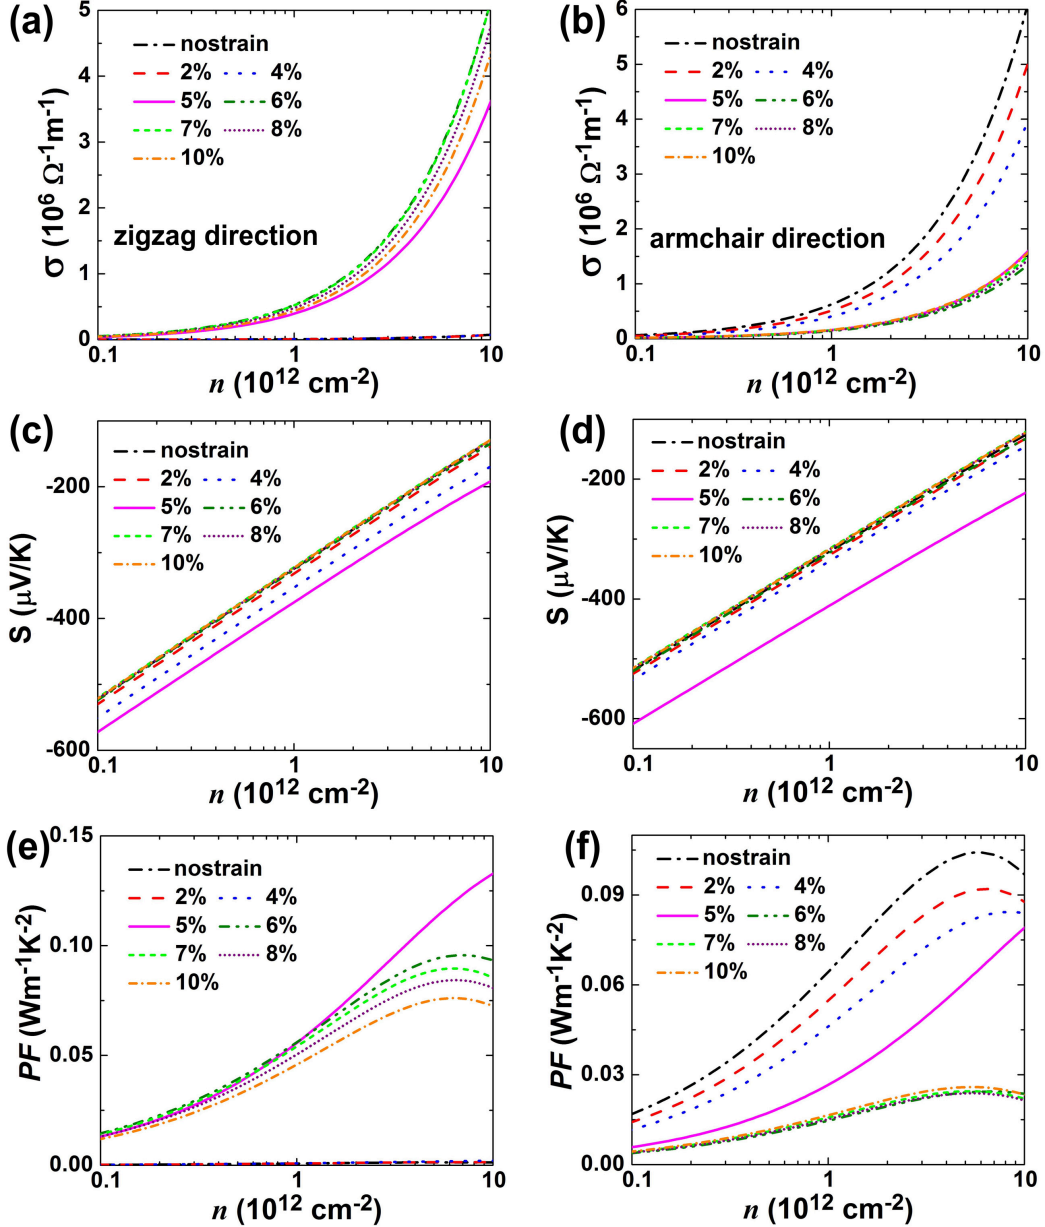 (a)
5
4
3
2
1
0
σ (10⁶ Ω⁻¹m⁻¹)
nostrain
2% 4%
5% 6%
7% 8%
10%
zigzag direction
0.1 1 10
n (10¹² cm⁻²)
(b)
6
5
4
3
2
1
0
σ (10⁶ Ω⁻¹m⁻¹)
nostrain
2% 4%
5% 6%
7% 8%
10%
armchair direction
0.1 1 10
n (10¹² cm⁻²)
(c)
-200
-400
-600
S (μV/K)
nostrain
2% 4%
5% 6%
7% 8%
10%
0.1 1 10
n (10¹² cm⁻²)
(d)
-200
-400
-600
S (μV/K)
nostrain
2% 4%
5% 6%
7% 8%
10%
0.1 1 10
n (10¹² cm⁻²)
(e)
0.15
0.10
0.05
0.00
PF (Wm⁻¹K⁻²)
nostrain
2% 4%
5% 6%
7% 8%
10%
0.1 1 10
n (10¹² cm⁻²)
(f)
0.09
0.06
0.03
0.00
PF (Wm⁻¹K⁻²)
nostrain
2% 4%
5% 6%
7% 8%
10%
0.1 1 10
n (10¹² cm⁻²)